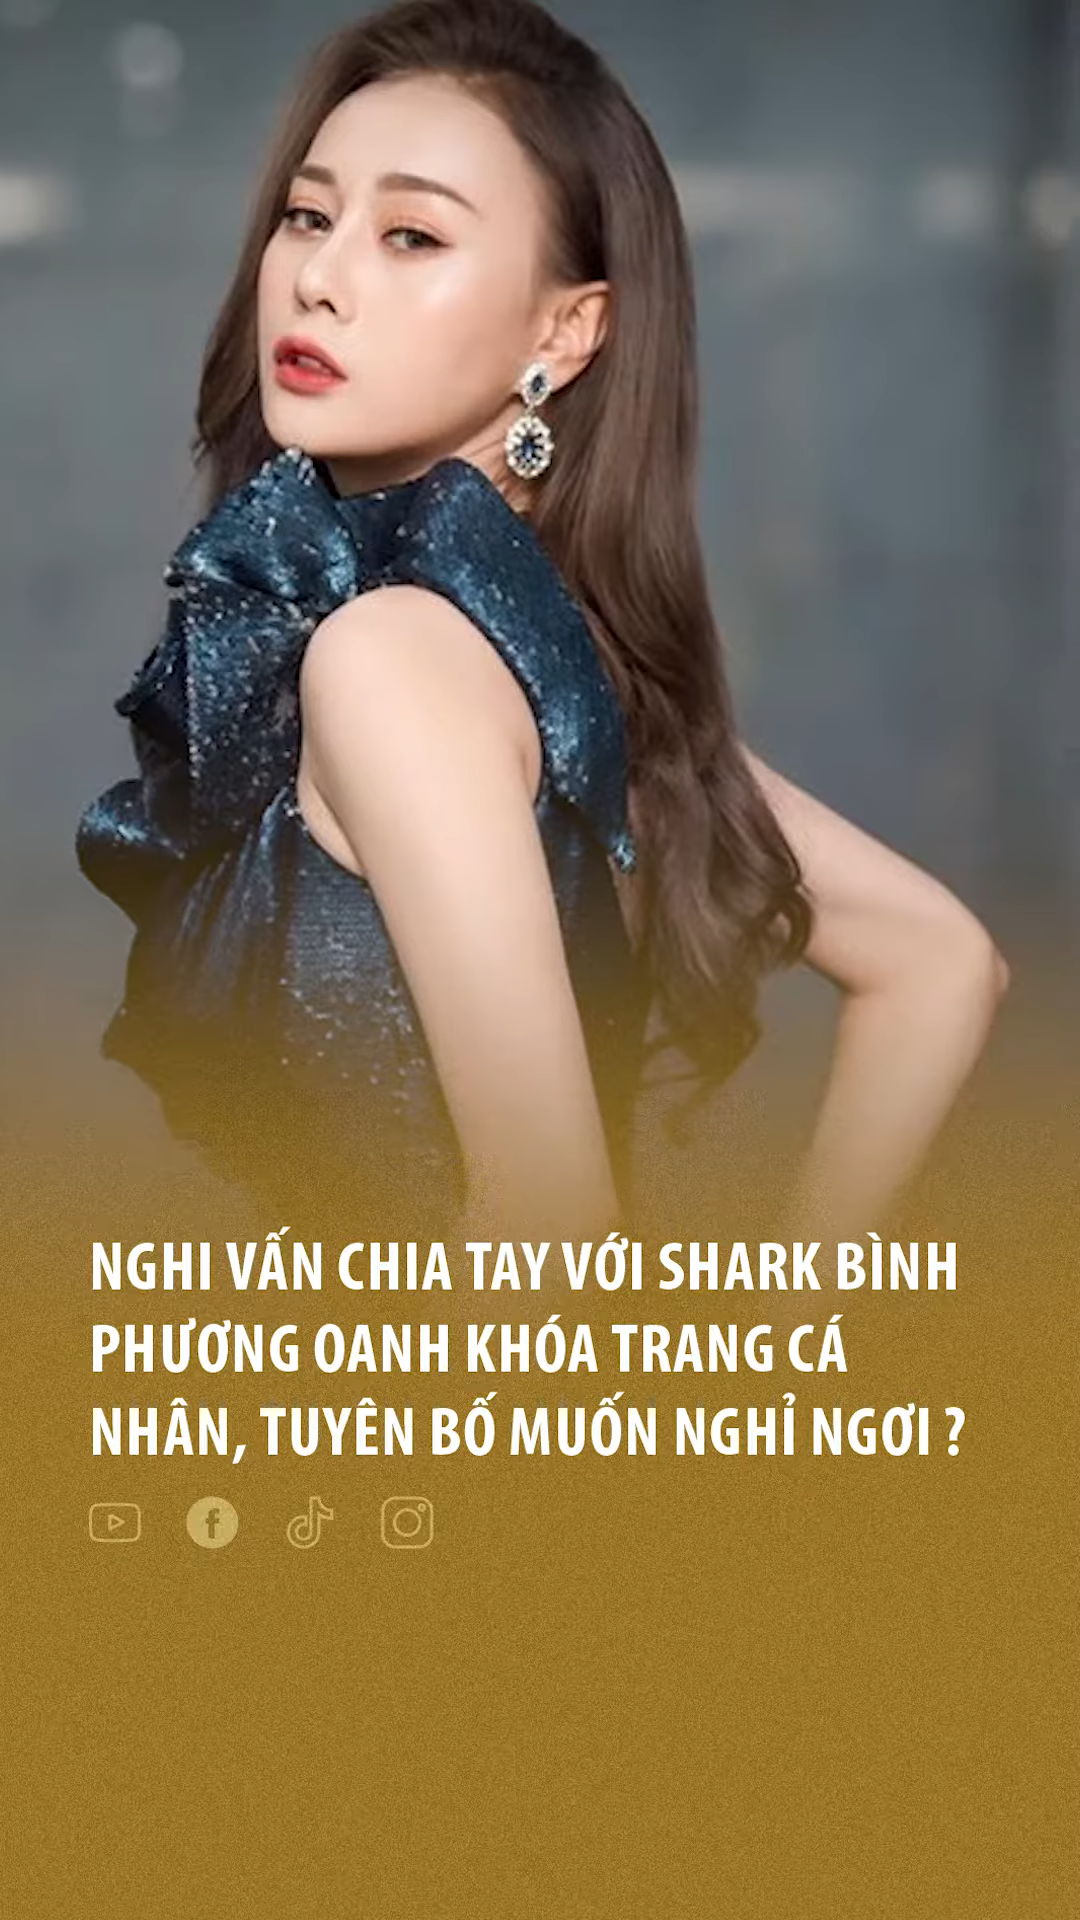 NGHI VẤN CHIA TAY VỚI SHARK BÌNH
PHƯƠNG OANH KHÓA TRANG CÁ
NHÂN, TUYÊN BỐ MUỐN NGHỈ NGƠI ?